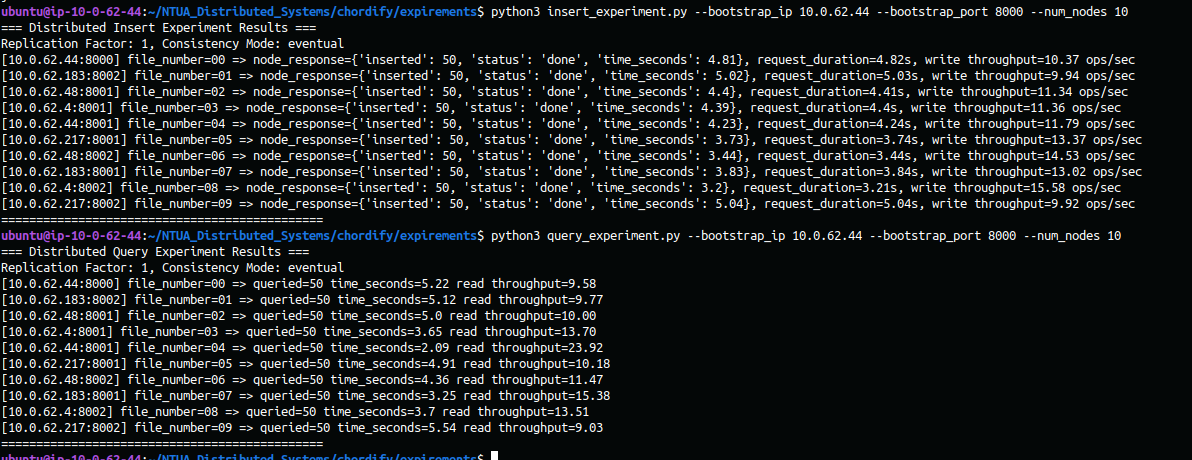 ubuntu@ip-10-0-62-44:~/NTUA_Distributed_Systems/chordify/expirements$ python3 insert_experiment.py --bootstrap_ip 10.0.62.44 --bootstrap_port 8000 --num_nodes 10
=== Distributed Insert Experiment Results ===
Replication Factor: 1, Consistency Mode: eventual
[10.0.62.44:8000] file_number=00 => node_response={'inserted': 50, 'status': 'done', 'time_seconds': 4.81}, request_duration=4.82s, write throughput=10.37 ops/sec
[10.0.62.183:8002] file_number=01 => node_response={'inserted': 50, 'status': 'done', 'time_seconds': 5.02}, request_duration=5.03s, write throughput=9.94 ops/sec
[10.0.62.48:8001] file_number=02 => node_response={'inserted': 50, 'status': 'done', 'time_seconds': 4.4}, request_duration=4.41s, write throughput=11.34 ops/sec
[10.0.62.4:8001] file_number=03 => node_response={'inserted': 50, 'status': 'done', 'time_seconds': 4.39}, request_duration=4.4s, write throughput=11.36 ops/sec
[10.0.62.44:8001] file_number=04 => node_response={'inserted': 50, 'status': 'done', 'time_seconds': 4.23}, request_duration=4.24s, write throughput=11.79 ops/sec
[10.0.62.217:8001] file_number=05 => node_response={'inserted': 50, 'status': 'done', 'time_seconds': 3.73}, request_duration=3.74s, write throughput=13.37 ops/sec
[10.0.62.48:8002] file_number=06 => node_response={'inserted': 50, 'status': 'done', 'time_seconds': 3.44}, request_duration=3.44s, write throughput=14.53 ops/sec
[10.0.62.183:8001] file_number=07 => node_response={'inserted': 50, 'status': 'done', 'time_seconds': 3.83}, request_duration=3.84s, write throughput=13.02 ops/sec
[10.0.62.4:8002] file_number=08 => node_response={'inserted': 50, 'status': 'done', 'time_seconds': 3.2}, request_duration=3.21s, write throughput=15.58 ops/sec
[10.0.62.217:8002] file_number=09 => node_response={'inserted': 50, 'status': 'done', 'time_seconds': 5.04}, request_duration=5.04s, write throughput=9.92 ops/sec
==============================================
ubuntu@ip-10-0-62-44:~/NTUA_Distributed_Systems/chordify/expirements$ python3 query_experiment.py --bootstrap_ip 10.0.62.44 --bootstrap_port 8000 --num_nodes 10
=== Distributed Query Experiment Results ===
Replication Factor: 1, Consistency Mode: eventual
[10.0.62.44:8000] file_number=00 => queried=50 time_seconds=5.22 read throughput=9.58
[10.0.62.183:8002] file_number=01 => queried=50 time_seconds=5.12 read throughput=9.77
[10.0.62.48:8001] file_number=02 => queried=50 time_seconds=5.0 read throughput=10.00
[10.0.62.4:8001] file_number=03 => queried=50 time_seconds=3.65 read throughput=13.70
[10.0.62.44:8001] file_number=04 => queried=50 time_seconds=2.09 read throughput=23.92
[10.0.62.217:8001] file_number=05 => queried=50 time_seconds=4.91 read throughput=10.18
[10.0.62.48:8002] file_number=06 => queried=50 time_seconds=4.36 read throughput=11.47
[10.0.62.183:8001] file_number=07 => queried=50 time_seconds=3.25 read throughput=15.38
[10.0.62.4:8002] file_number=08 => queried=50 time_seconds=3.7 read throughput=13.51
[10.0.62.217:8002] file_number=09 => queried=50 time_seconds=5.54 read throughput=9.03
==============================================
ubuntu@ip-10-0-62-44:~/NTUA_Distributed_Systems/chordify/expirements$